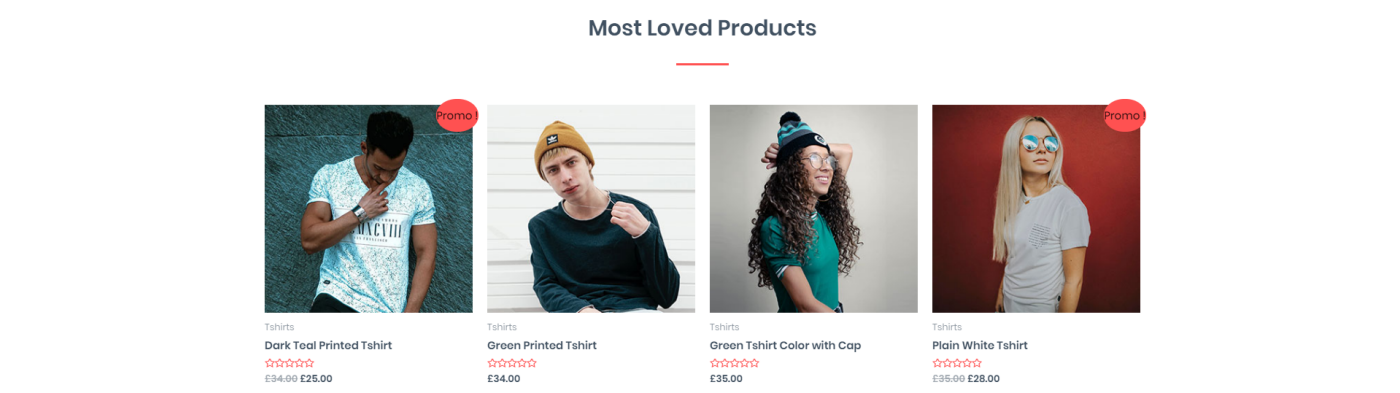 Most Loved Products
Promo !
Promo !
Tshirts
Dark Teal Printed Tshirt
£34.00 £25.00
Tshirts
Green Printed Tshirt
£34.00
Tshirts
Green Tshirt Color with Cap
£35.00
Tshirts
Plain White Tshirt
£35.00 £28.00